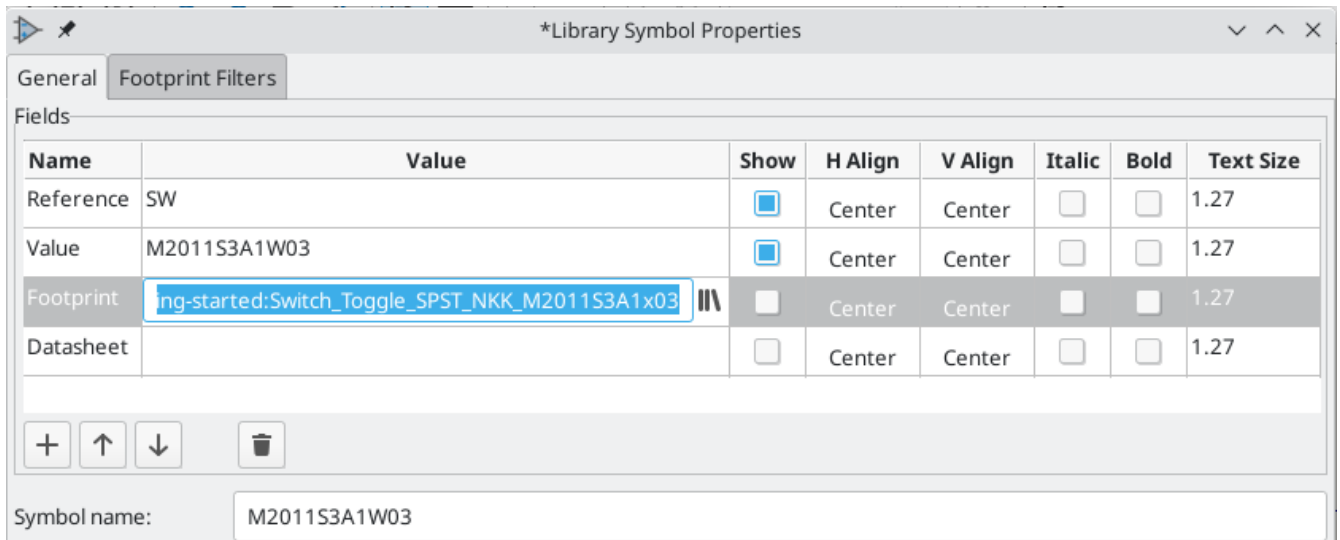 *Library Symbol Properties
General Footprint Filters
Fields
Name Value Show H Align V Align Italic Bold Text Size
Reference SW Center Center 1.27
Value M2011S3A1W03 Center Center 1.27
Footprint ing-started:Switch_Toggle_SPST_NKK_M2011S3A1x03 Center Center 1.27
Datasheet Center Center 1.27
Symbol name: M2011S3A1W03